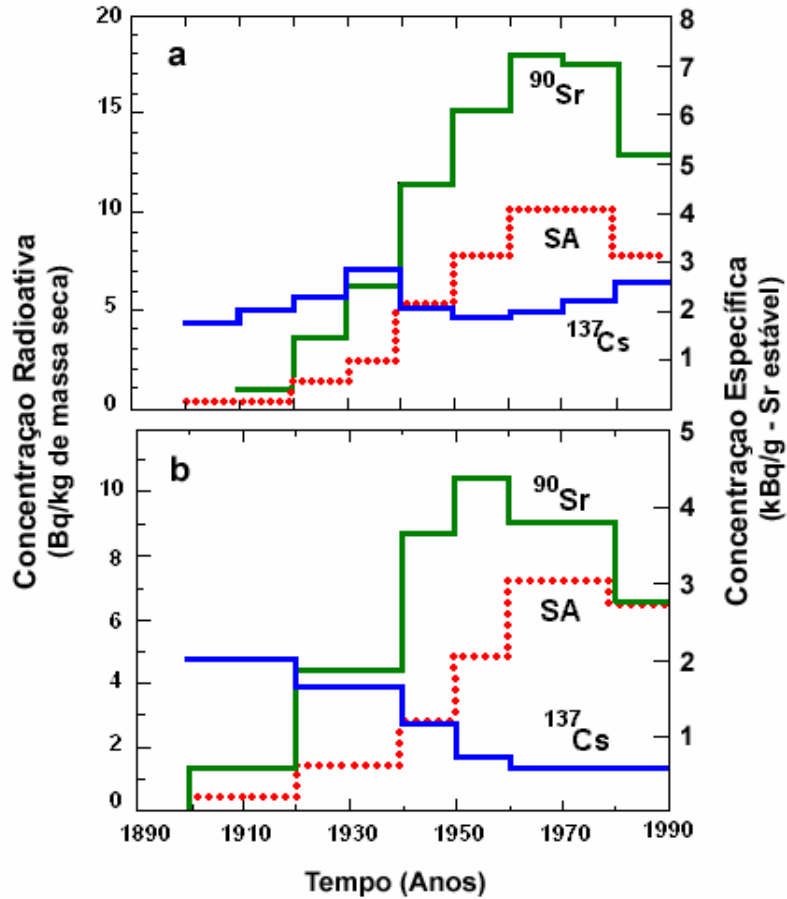 20
15
10
5
0
a
90Sr
SA
137Cs
8
7
6
5
4
3
2
1
10
8
6
4
2
0
b
90Sr
SA
137Cs
5
4
3
2
1
1890 1910 1930 1950 1970 1990
Tempo (Anos)
Concentraçao Radioativa
(Bq/kg de massa seca)
Concentraçao Específica
(kBq/g - Sr estável)